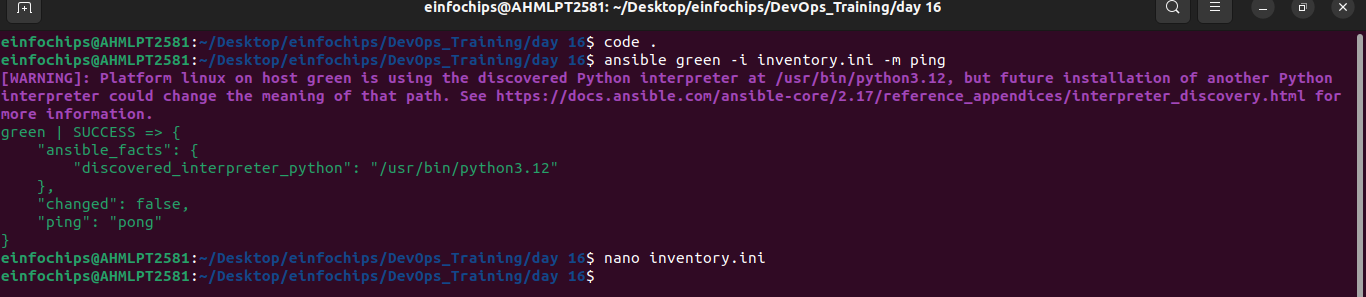 einfochips@AHMLPT2581: ~/Desktop/einfochips/DevOps_Training/day 16
einfochips@AHMLPT2581:~/Desktop/einfochips/DevOps_Training/day 16$ code .
einfochips@AHMLPT2581:~/Desktop/einfochips/DevOps_Training/day 16$ ansible green -i inventory.ini -m ping
[WARNING]: Platform linux on host green is using the discovered Python interpreter at /usr/bin/python3.12, but future installation of another Python
interpreter could change the meaning of that path. See https://docs.ansible.com/ansible-core/2.17/reference_appendices/interpreter_discovery.html for
more information.
green | SUCCESS => {
    "ansible_facts": {
        "discovered_interpreter_python": "/usr/bin/python3.12"
    },
    "changed": false,
    "ping": "pong"
}
einfochips@AHMLPT2581:~/Desktop/einfochips/DevOps_Training/day 16$ nano inventory.ini
einfochips@AHMLPT2581:~/Desktop/einfochips/DevOps_Training/day 16$